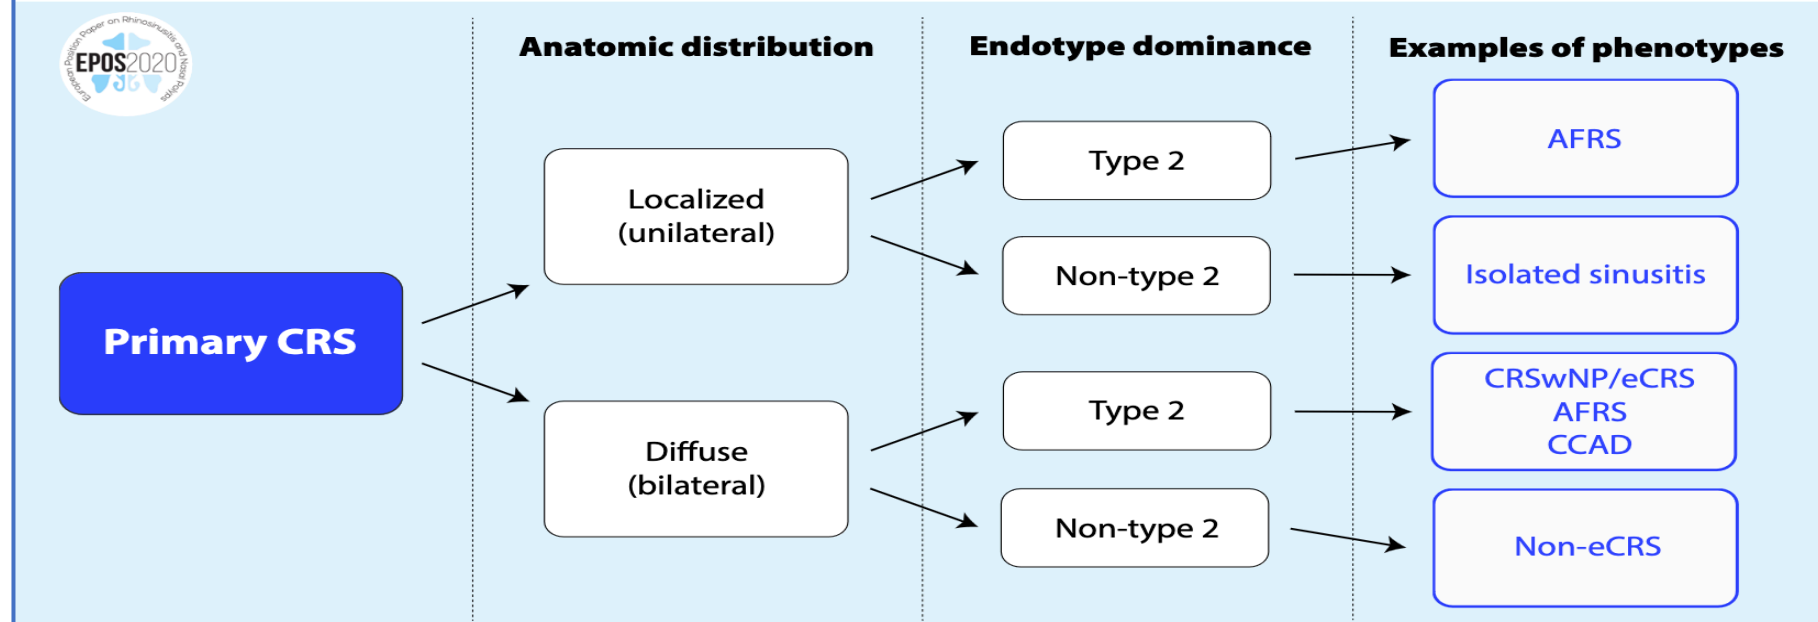 European Position Paper on Rhinosinusitis and Nasal Polyps
EPOS2020
Anatomic distribution
Endotype dominance
Examples of phenotypes
Primary CRS
Localized
(unilateral)
Type 2
AFRS
Non-type 2
Isolated sinusitis
Diffuse
(bilateral)
Type 2
CRSwNP/eCRS
AFRS
CCAD
Non-type 2
Non-eCRS